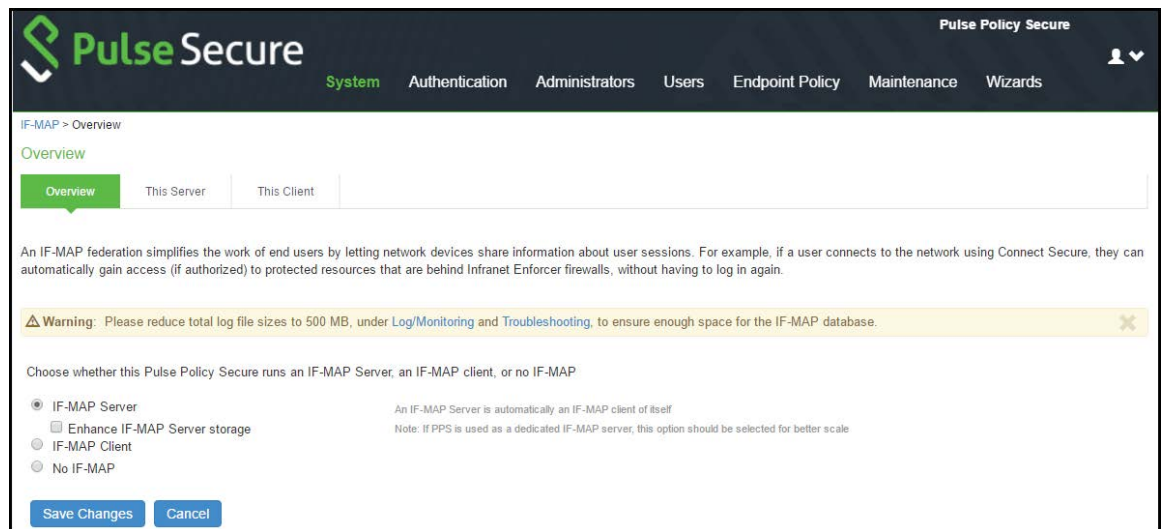 Pulse Policy Secure
Pulse Secure
System Authentication Administrators Users Endpoint Policy Maintenance Wizards
IF-MAP > Overview
Overview
Overview This Server This Client
An IF-MAP federation simplifies the work of end users by letting network devices share information about user sessions. For example, if a user connects to the network using Connect Secure, they can
automatically gain access (if authorized) to protected resources that are behind Infranet Enforcer firewalls, without having to log in again.
Warning: Please reduce total log file sizes to 500 MB, under Log/Monitoring and Troubleshooting, to ensure enough space for the IF-MAP database.
Choose whether this Pulse Policy Secure runs an IF-MAP Server, an IF-MAP client, or no IF-MAP
IF-MAP Server An IF-MAP Server is automatically an IF-MAP client of itself
Enhance IF-MAP Server storage Note: If PPS is used as a dedicated IF-MAP server, this option should be selected for better scale
IF-MAP Client
No IF-MAP
Save Changes Cancel